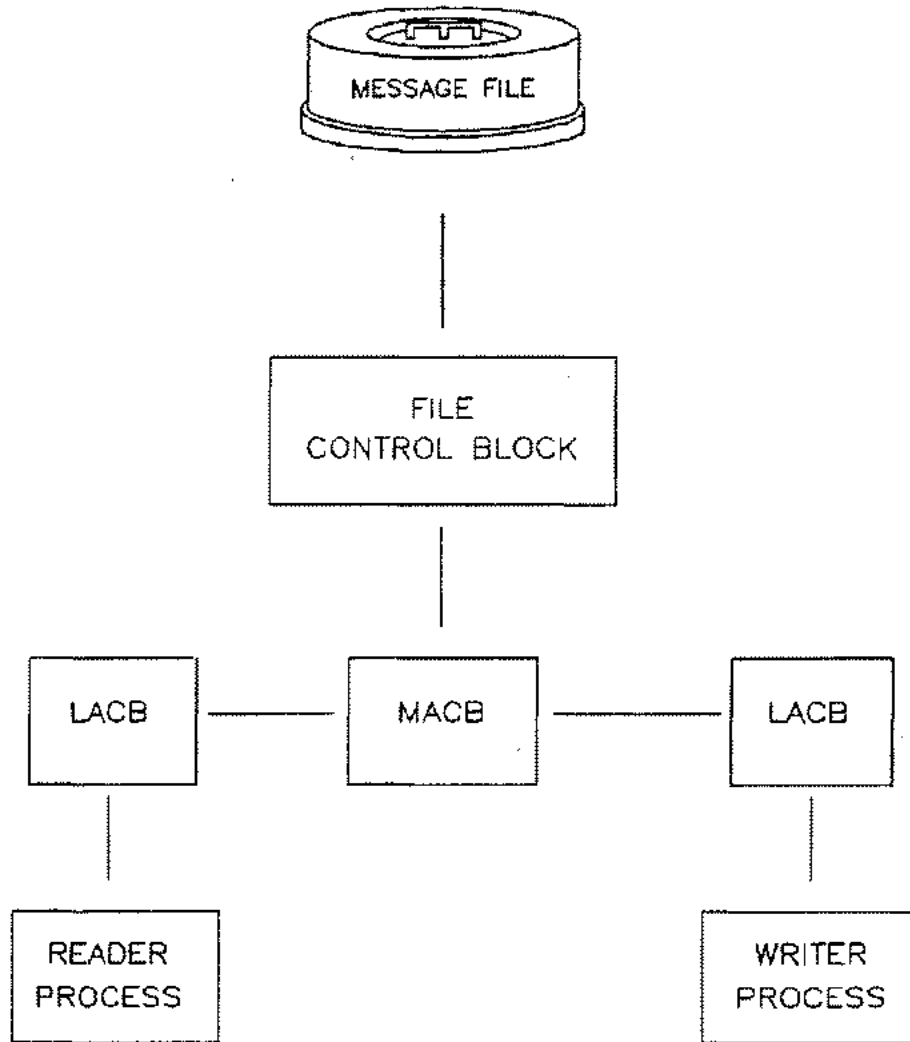 MESSAGE FILE
FILE
CONTROL BLOCK
LACB
MACB
LACB
READER
PROCESS
WRITER
PROCESS